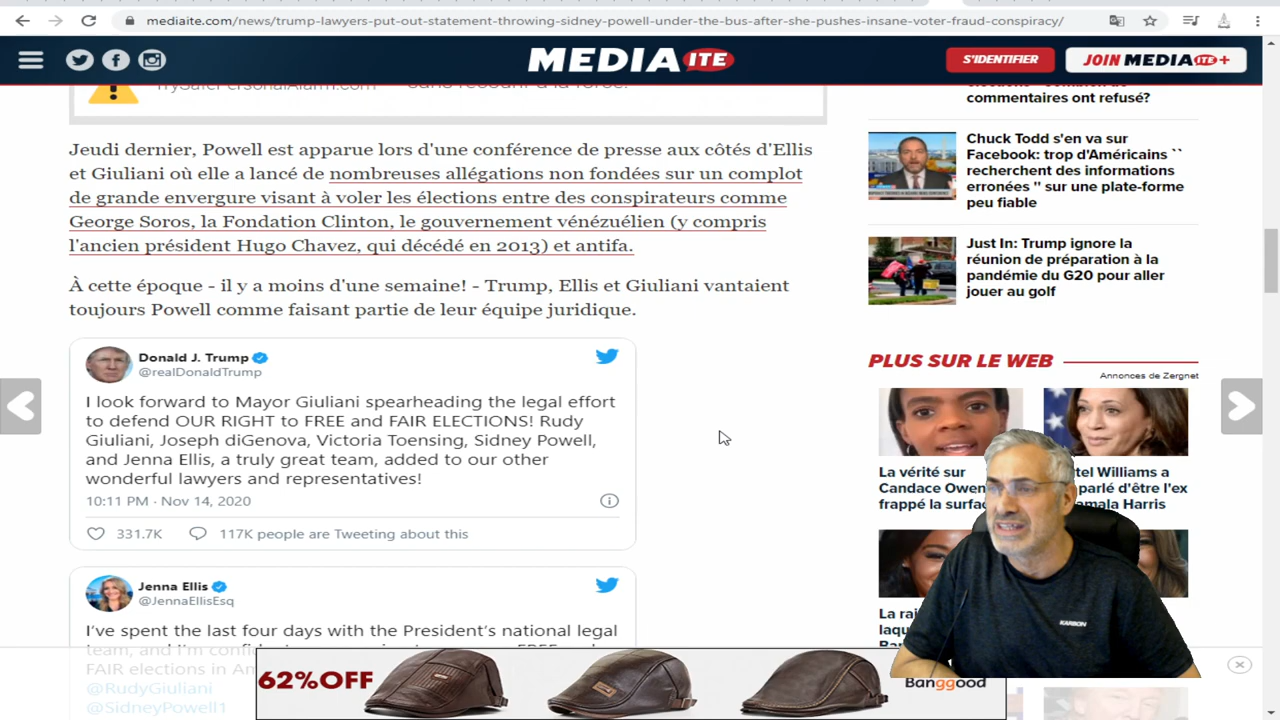 mediaite.com/news/trump-lawyers-put-out-statement-throwing-sidney-powell-under-the-bus-after-she-pushes-insane-voter-fraud-conspiracy/
MEDIA ITE
S'IDENTIFIER
JOIN MEDIA ITE +
TrySafePersonalAlarm.com
sans recourir à la force.
Jeudi dernier, Powell est apparue lors d'une conférence de presse aux côtés d'Ellis
et Giuliani où elle a lancé de nombreuses allégations non fondées sur un complot
de grande envergure visant à voler les élections entre des conspirateurs comme
George Soros, la Fondation Clinton, le gouvernement vénézuélien (y compris
l'ancien président Hugo Chavez, qui décédé en 2013) et antifa.
À cette époque - il y a moins d'une semaine! - Trump, Ellis et Giuliani vantaient
toujours Powell comme faisant partie de leur équipe juridique.
Donald J. Trump
@realDonaldTrump
I look forward to Mayor Giuliani spearheading the legal effort
to defend OUR RIGHT to FREE and FAIR ELECTIONS! Rudy
Giuliani, Joseph diGenova, Victoria Toensing, Sidney Powell,
and Jenna Ellis, a truly great team, added to our other
wonderful lawyers and representatives!
10:11 PM · Nov 14, 2020
331.7K
117K people are Tweeting about this
Jenna Ellis
@JennaEllisEsq
I've spent the last four days with the President's national legal
team, and I'm
FAIR elections in Am
@RudyGiuliani
@SidneyPowell1
commentaires ont refusé?
Chuck Todd s'en va sur
Facebook: trop d'Américains ``
recherchent des informations
erronées '' sur une plate-forme
peu fiable
Just In: Trump ignore la
réunion de préparation à la
pandémie du G20 pour aller
jouer au golf
PLUS SUR LE WEB
Annonces de Zergnet
La vérité sur
Candace Owen
frappé la surfa
tel Williams a
parlé d'être l'ex
amala Harris
La rai
laqu
Bar
KARBON
62%OFF
Banggood